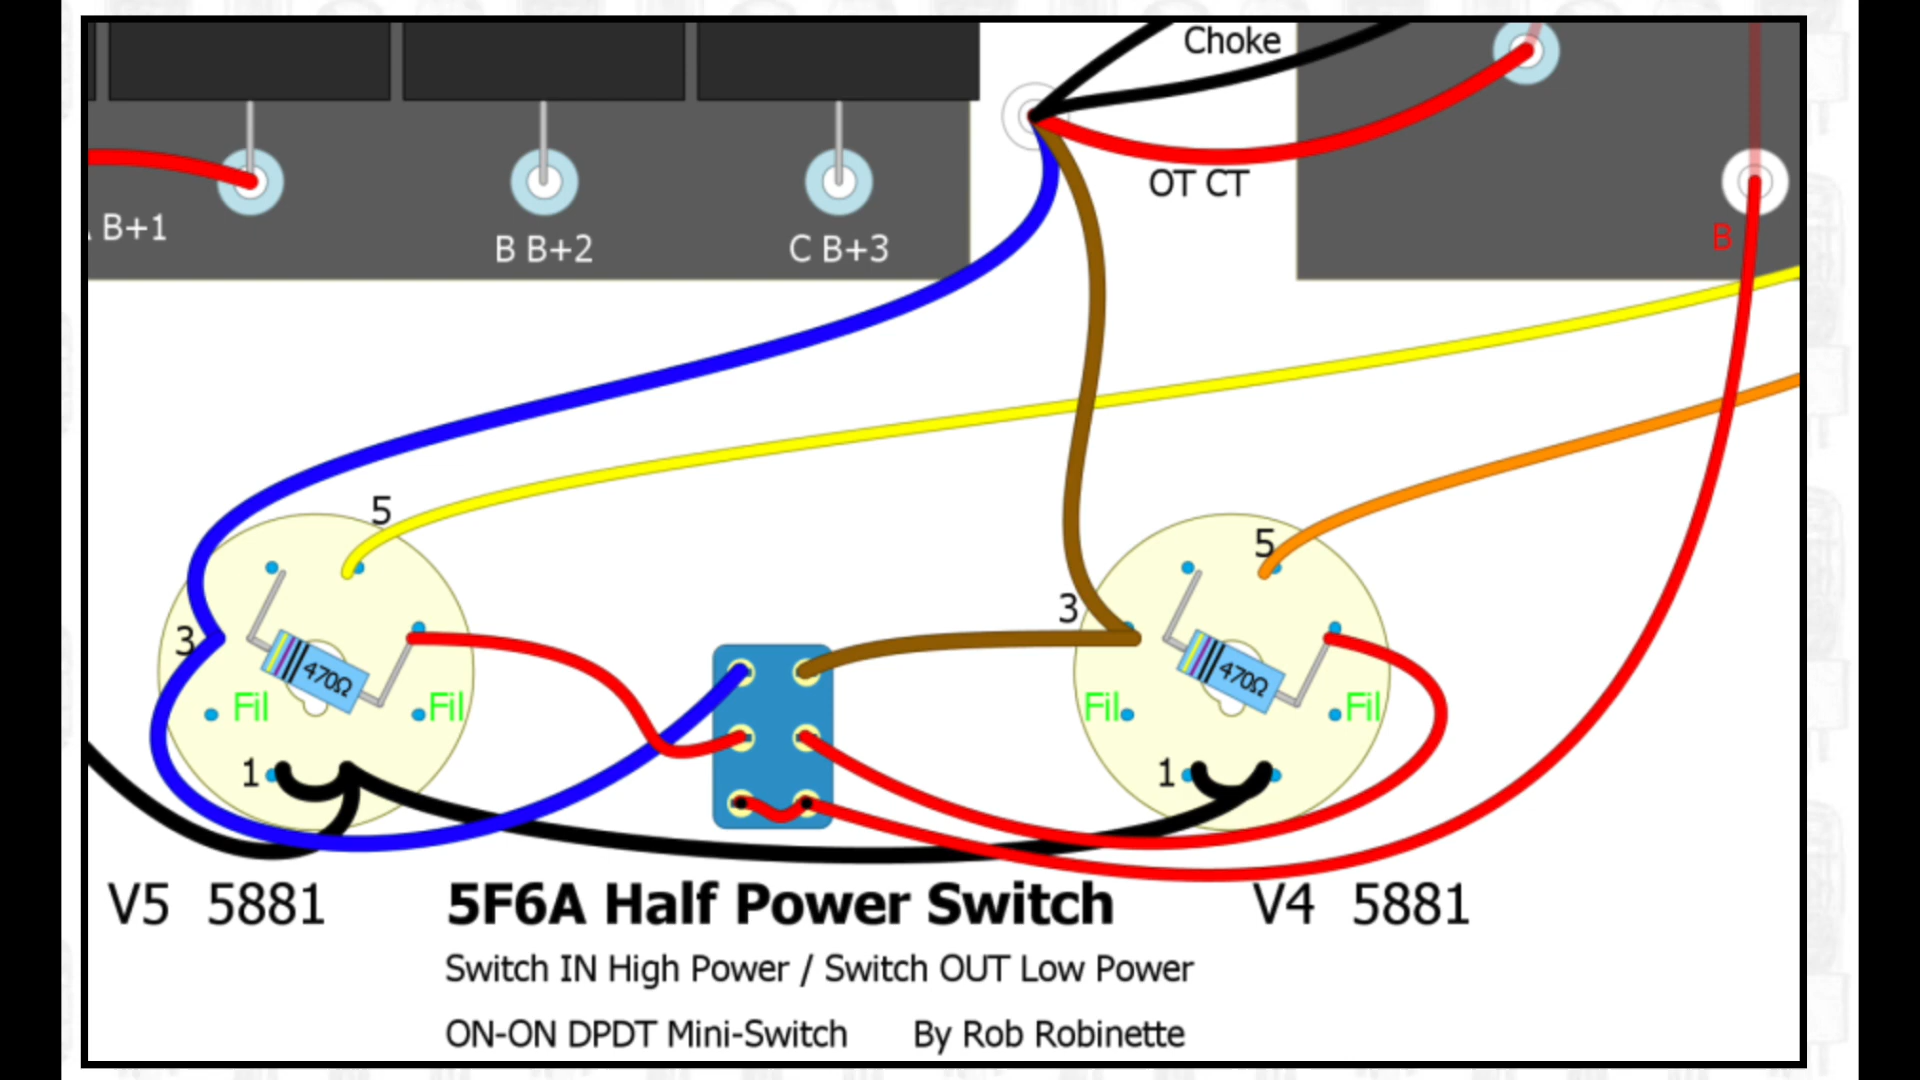 Choke
OT CT
B+1
B B+2
C B+3
B
5
5
3
3
470Ω
470Ω
Fil
Fil
Fil
Fil
1
1
V5 5881
5F6A Half Power Switch
V4 5881
Switch IN High Power / Switch OUT Low Power
ON-ON DPDT Mini-Switch By Rob Robinette